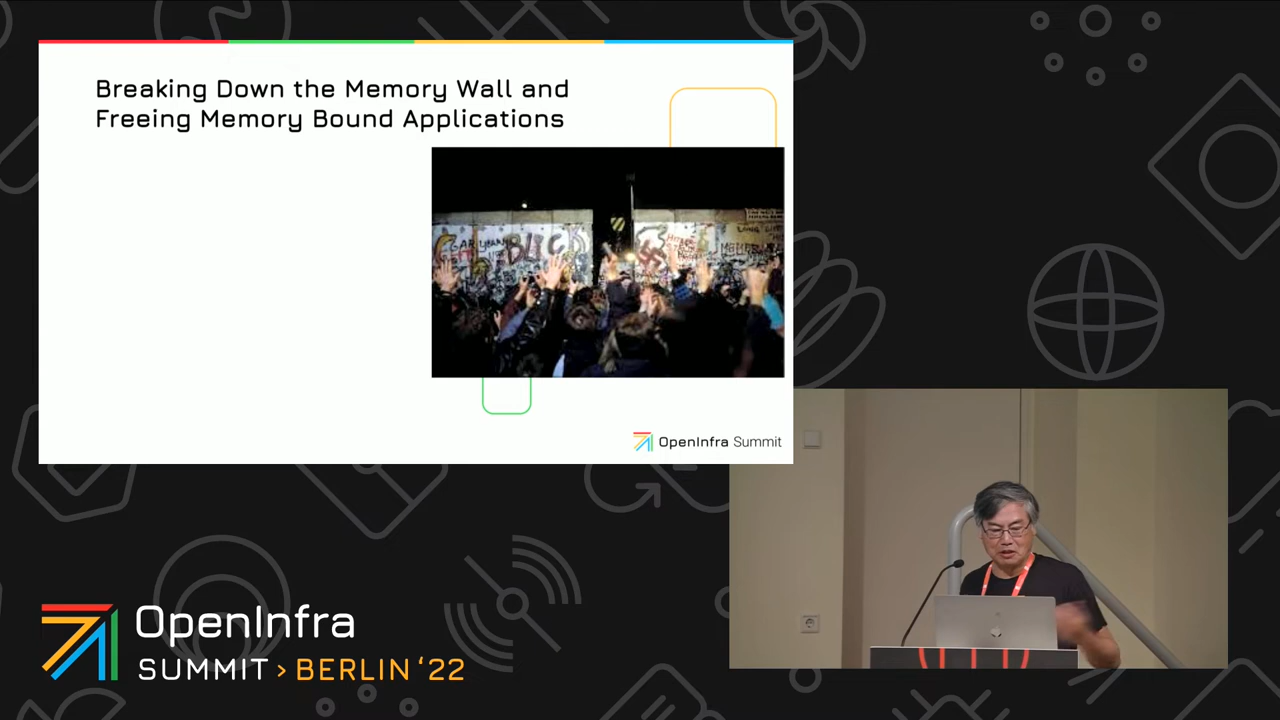 Breaking Down the Memory Wall and
Freeing Memory Bound Applications
OpenInfra Summit
OpenInfra
SUMMIT > BERLIN ‘22